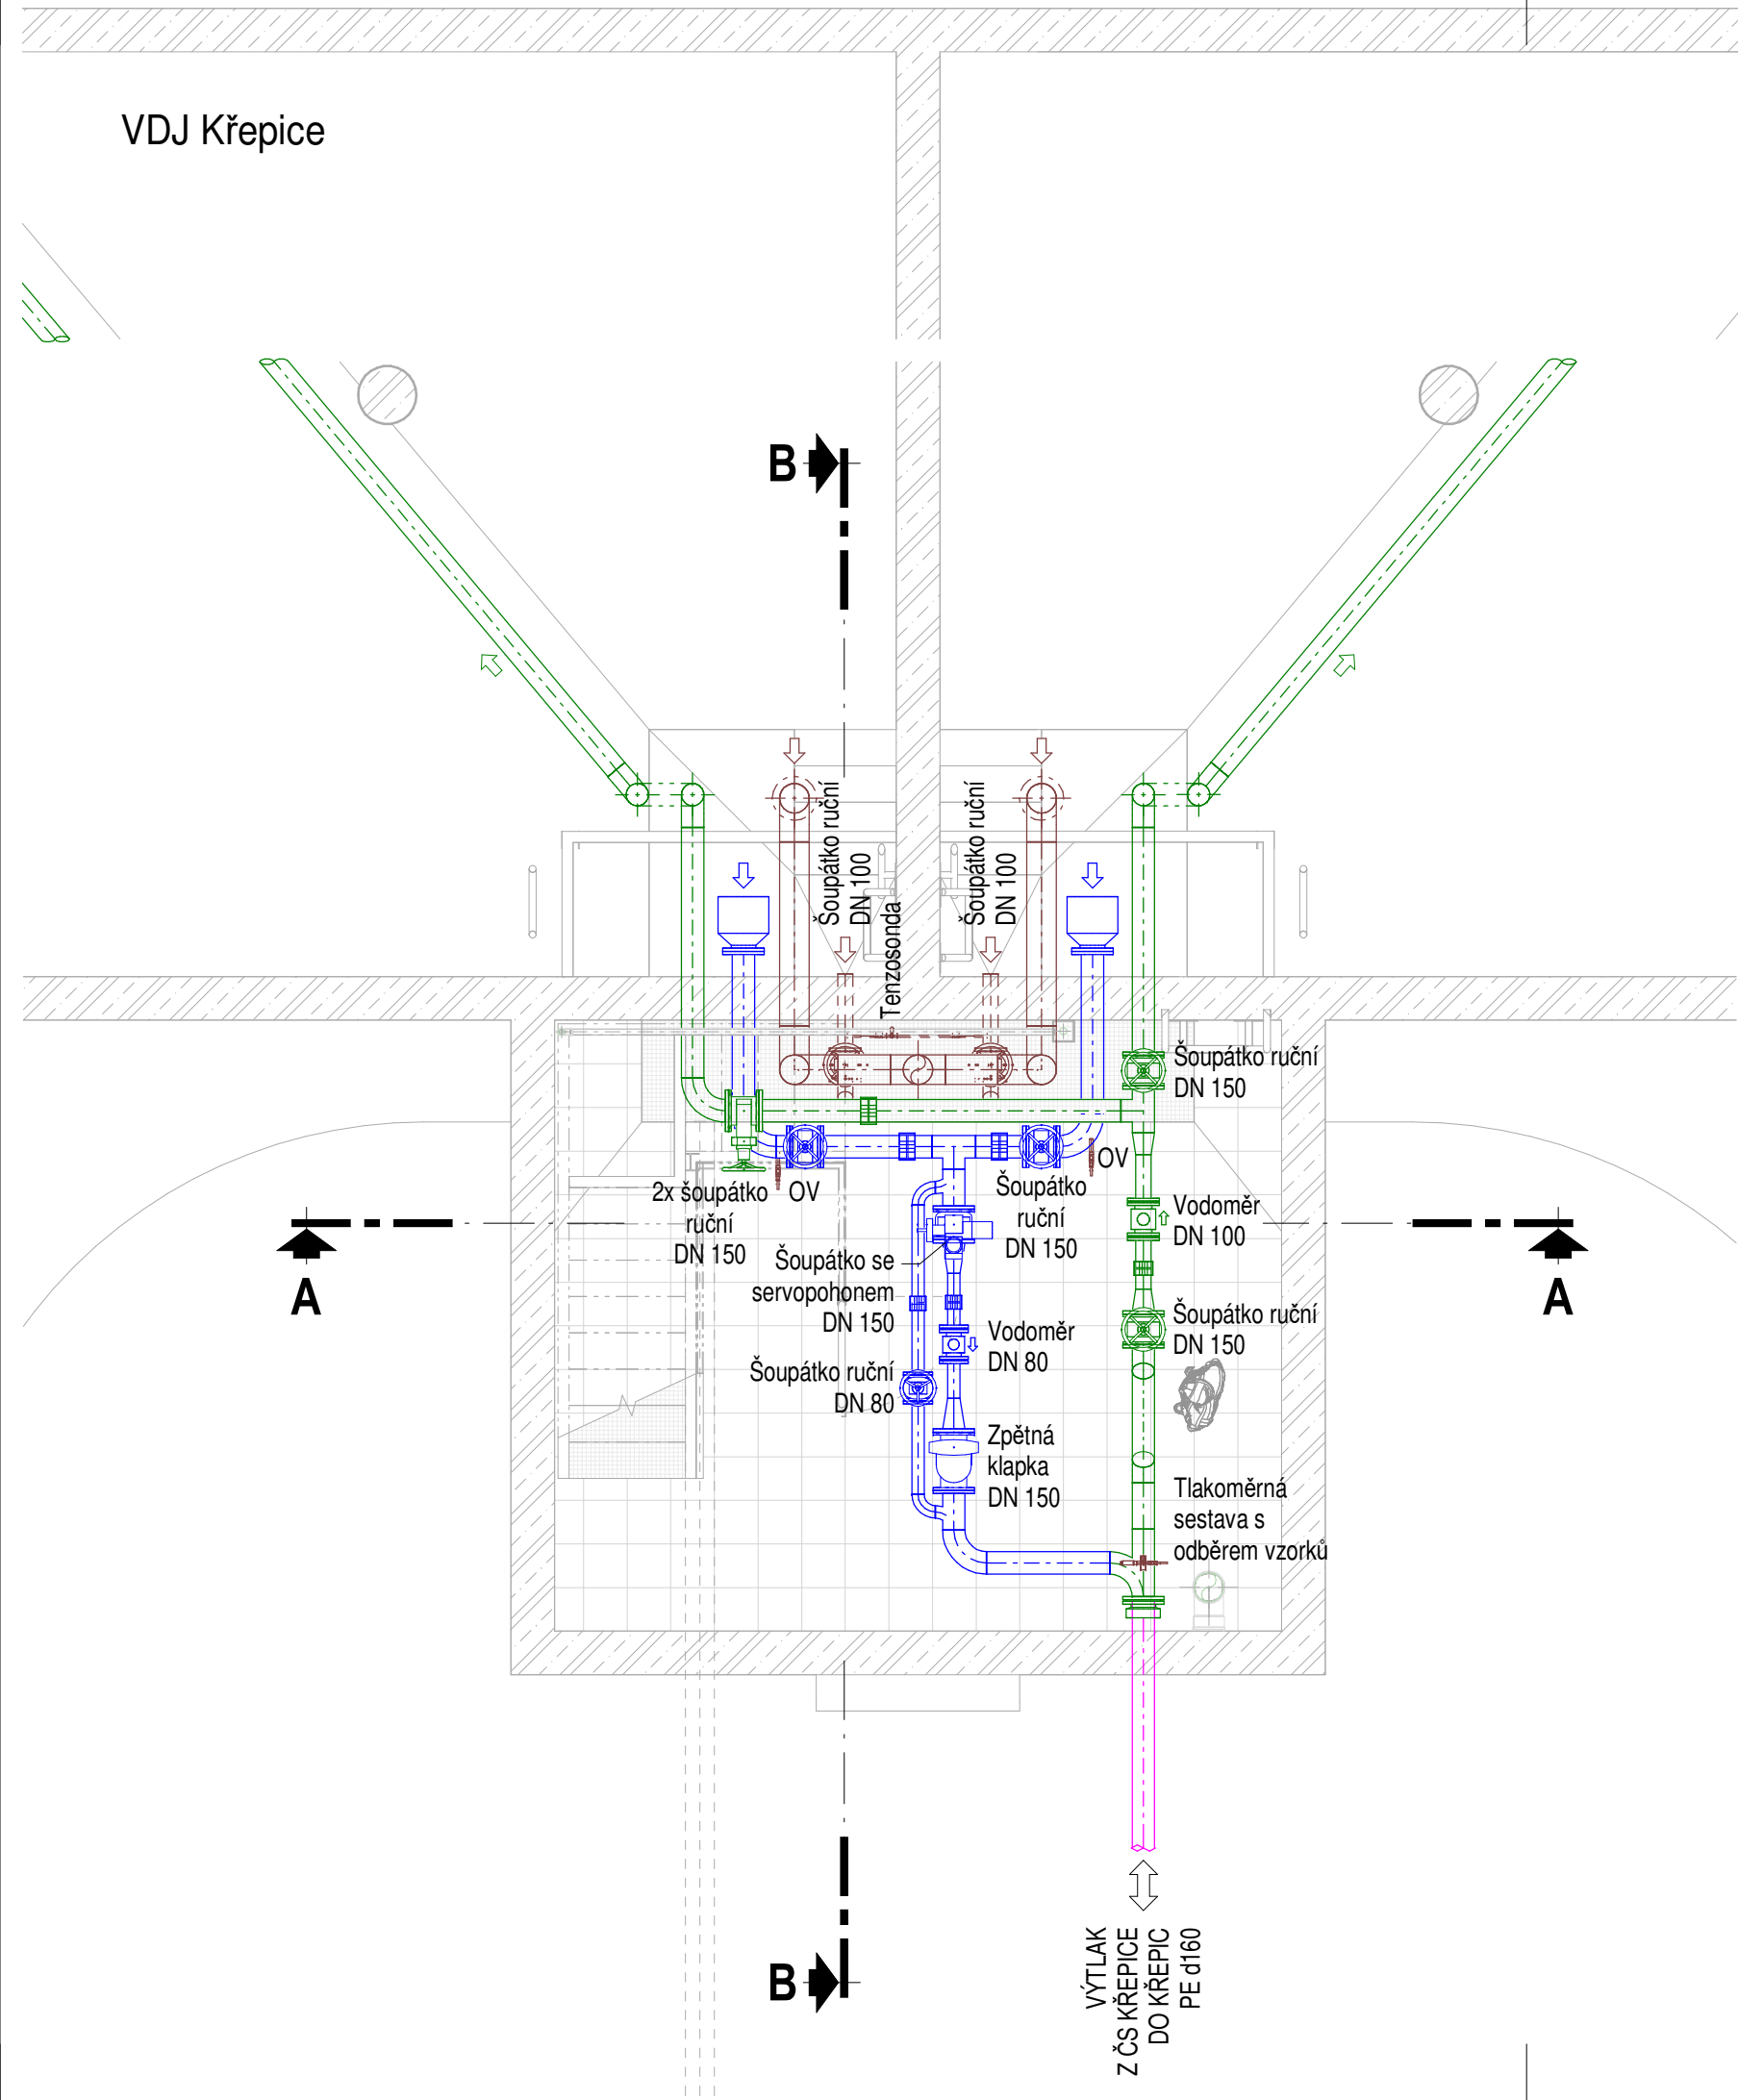 VDJ Křepice
B
Šoupátko ruční
DN 100
Tenzosonda
Šoupátko ruční
DN 100
Šoupátko ruční
DN 150
OV
2x šoupátko
ruční
DN 150
OV
Šoupátko
ruční
DN 150
Vodoměr
DN 100
A
A
Šoupátko se
servopohonem
DN 150
Vodoměr
DN 80
Šoupátko ruční
DN 150
Šoupátko ruční
DN 80
Zpětná
klapka
DN 150
Tlakoměrná
sestava s
odběrem vzorků
B
VÝTLAK
Z ČS KŘEPICE
DO KŘEPIC
PE d160